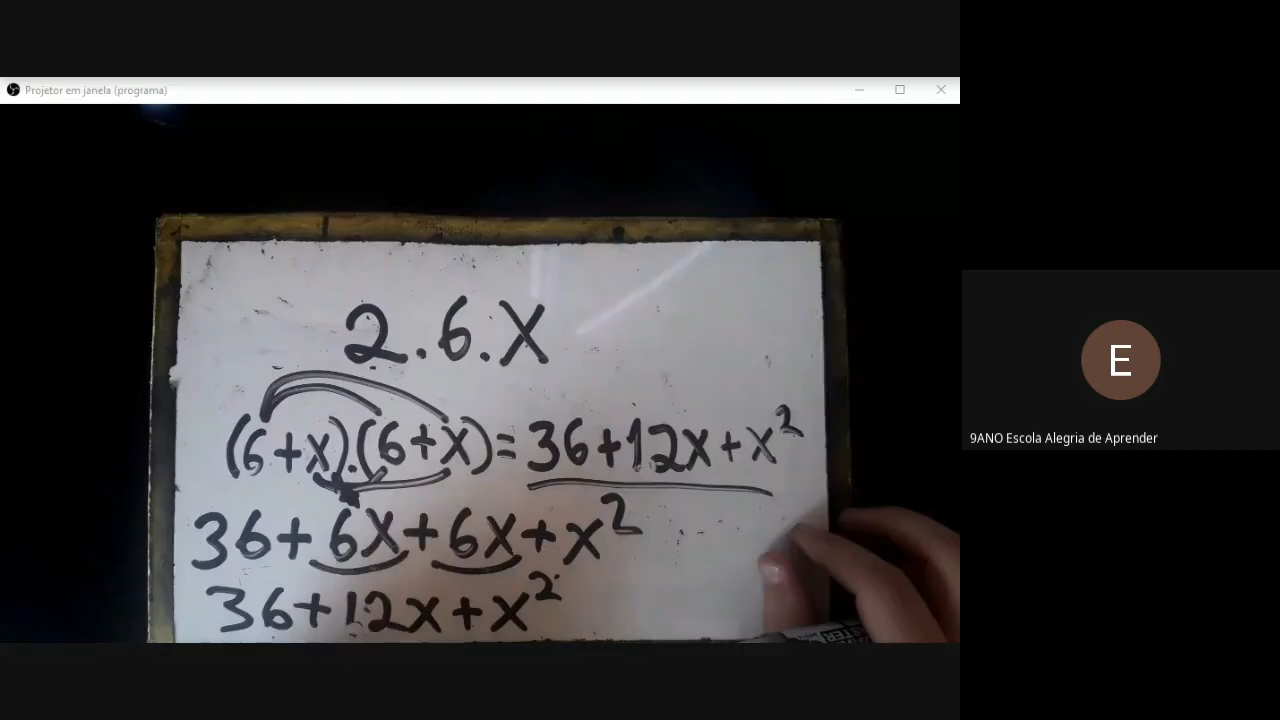 Projetor em janela (programa)
2.6.X
(6+x).(6+x)=36+12x+x²
36+6x+6x+x²
36+12x+x²
E
9ANO Escola Alegria de Aprender